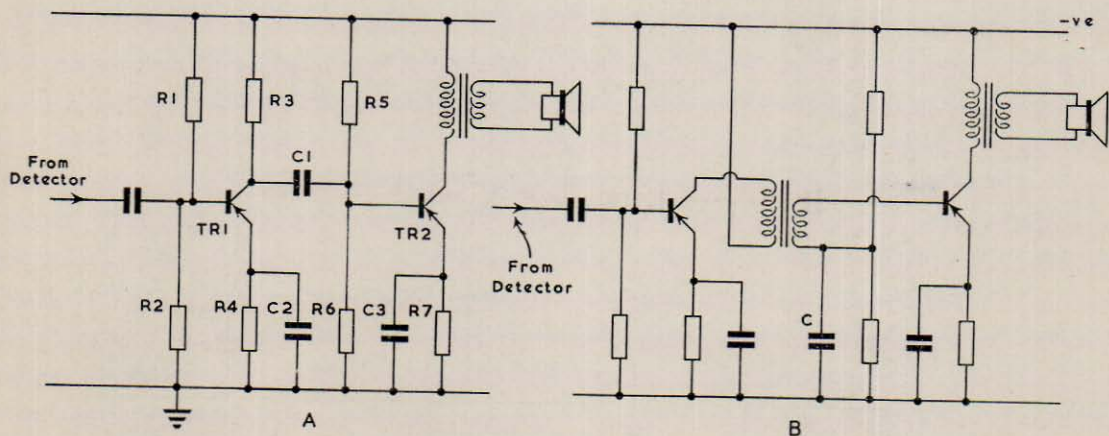 -ve
R1
R3
R5
C1
From
Detector
TR1
TR2
From
Detector
R2
R4
C2
R6
C3
R7
C
A
B